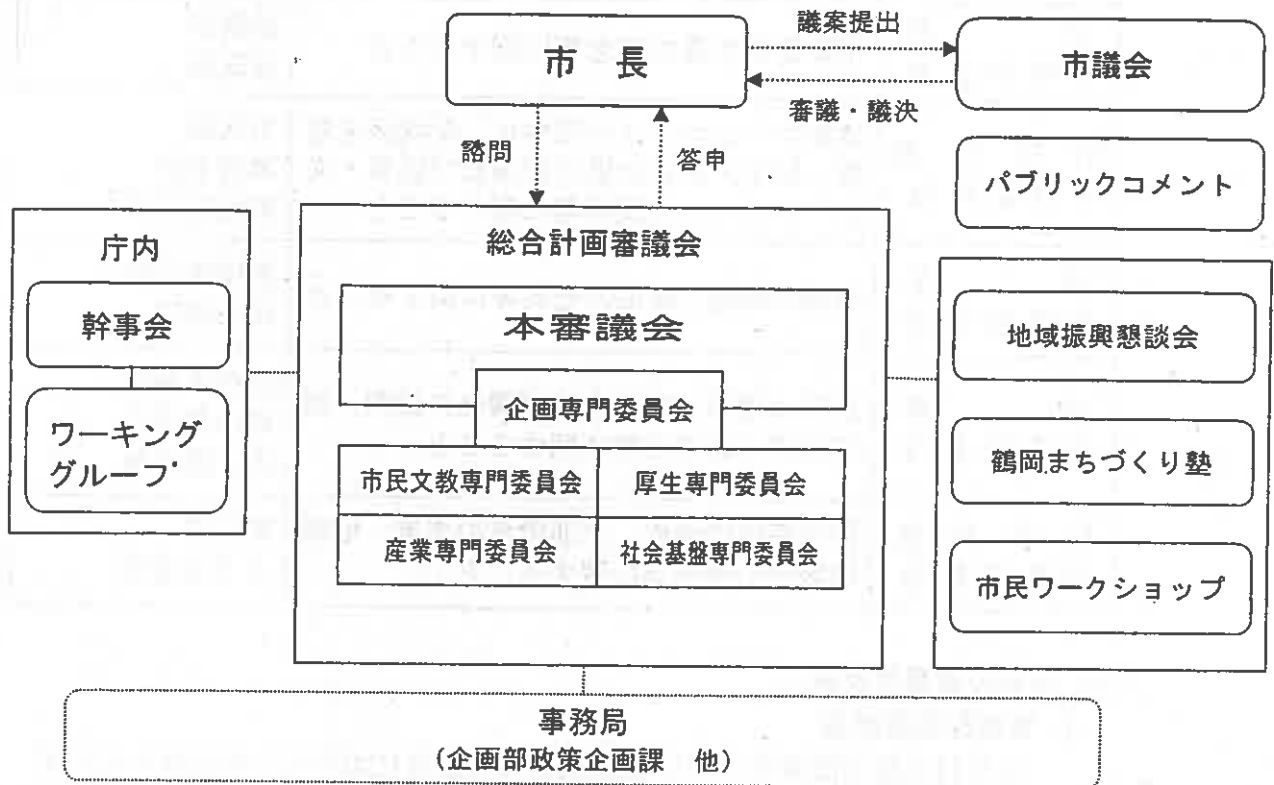 議案提出
市 長
市議会
審議・議決
諮問
答申
パブリックコメント
庁内
幹事会
ワーキング
グループ
総合計画審議会
本審議会
企画専門委員会
市民文教専門委員会
厚生専門委員会
産業専門委員会
社会基盤専門委員会
地域振興懇談会
鶴岡まちづくり塾
市民ワークショップ
事務局
(企画部政策企画課 他)